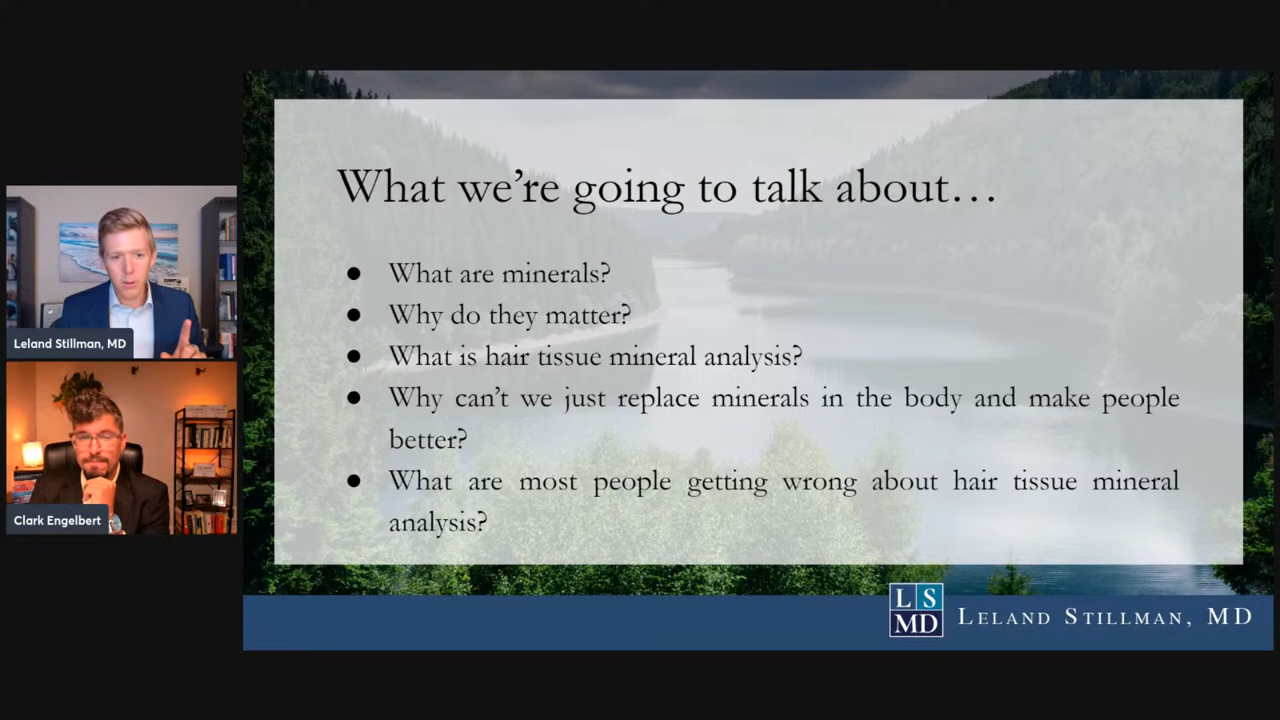 What we're going to talk about…
● What are minerals?
● Why do they matter?
● What is hair tissue mineral analysis?
● Why can't we just replace minerals in the body and make people
better?
● What are most people getting wrong about hair tissue mineral
analysis?
Leland Stillman, MD
Clark Engelbert
L S
MD
LELAND STILLMAN, MD